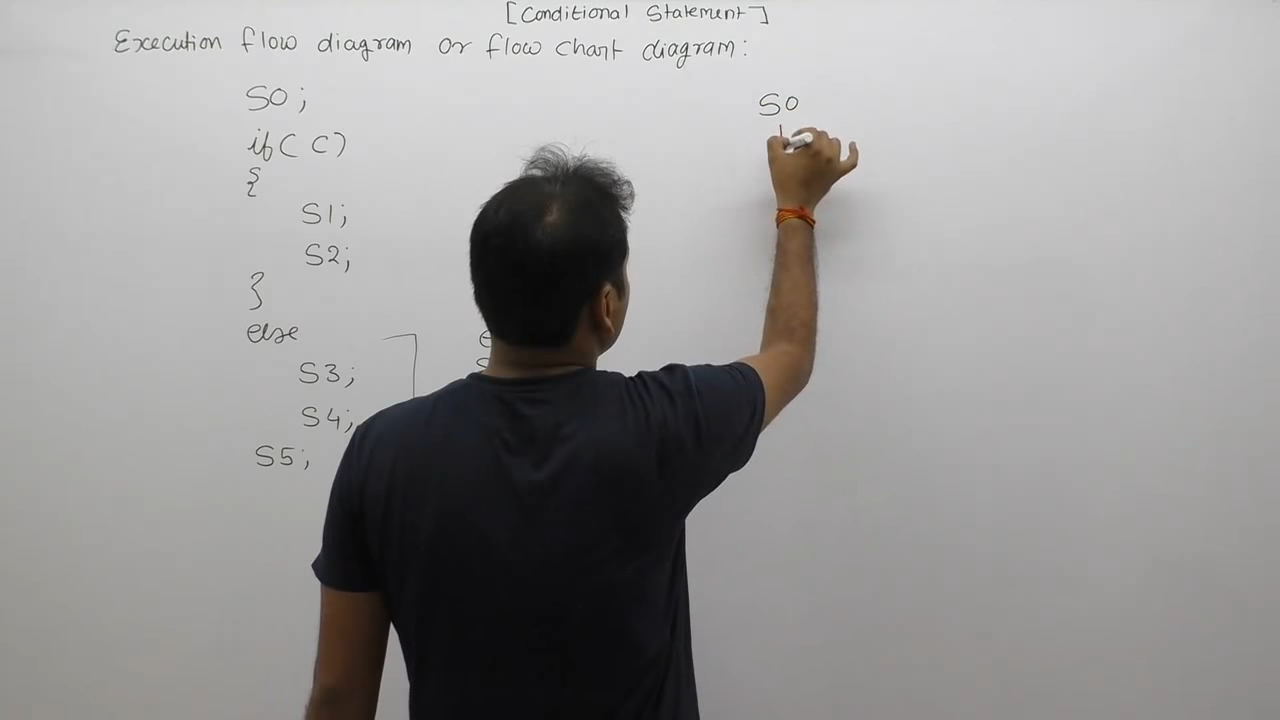 [Conditional Statement]
Execution flow diagram or flow chart diagram:
S0;
if( C)
{
S1;
S2;
}
else
S3;
S4;
S5;
S0